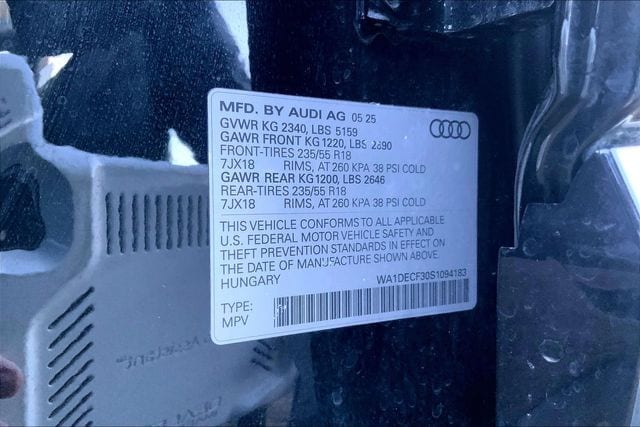 MFD. BY AUDI AG 05 25
GVWR KG 2340, LBS 5159
GAWR FRONT KG 1220, LBS 2690
FRONT-TIRES 235/55 R18
7JX18 RIMS, AT 260 KPA 38 PSI COLD
GAWR REAR KG1200, LBS 2646
REAR-TIRES 235/55 R18
7JX18 RIMS, AT 260 KPA 38 PSI COLD
THIS VEHICLE CONFORMS TO ALL APPLICABLE
U.S. FEDERAL MOTOR VEHICLE SAFETY AND
THEFT PREVENTION STANDARDS IN EFFECT ON
THE DATE OF MANUFACTURE SHOWN ABOVE.
HUNGARY
WA1DECF30S1094183
TYPE:
MPV